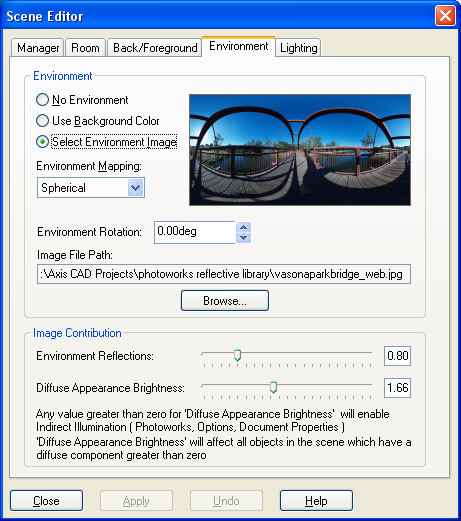 Scene Editor
Manager Room Back/Foreground Environment Lighting
Environment
No Environment
Use Background Color
Select Environment Image
Environment Mapping:
Spherical
Environment Rotation: 0.00deg
Image File Path:
:\Axis CAD Projects\photoworks reflective library\vasonaparkbridge_web.jpg
Browse...
Image Contribution
Environment Reflections: 0.80
Diffuse Appearance Brightness: 1.66
Any value greater than zero for 'Diffuse Appearance Brightness' will enable
Indirect Illumination ( Photoworks, Options, Document Properties )
'Diffuse Appearance Brightness' will affect all objects in the scene which have a
diffuse component greater than zero
Close Apply Undo Help